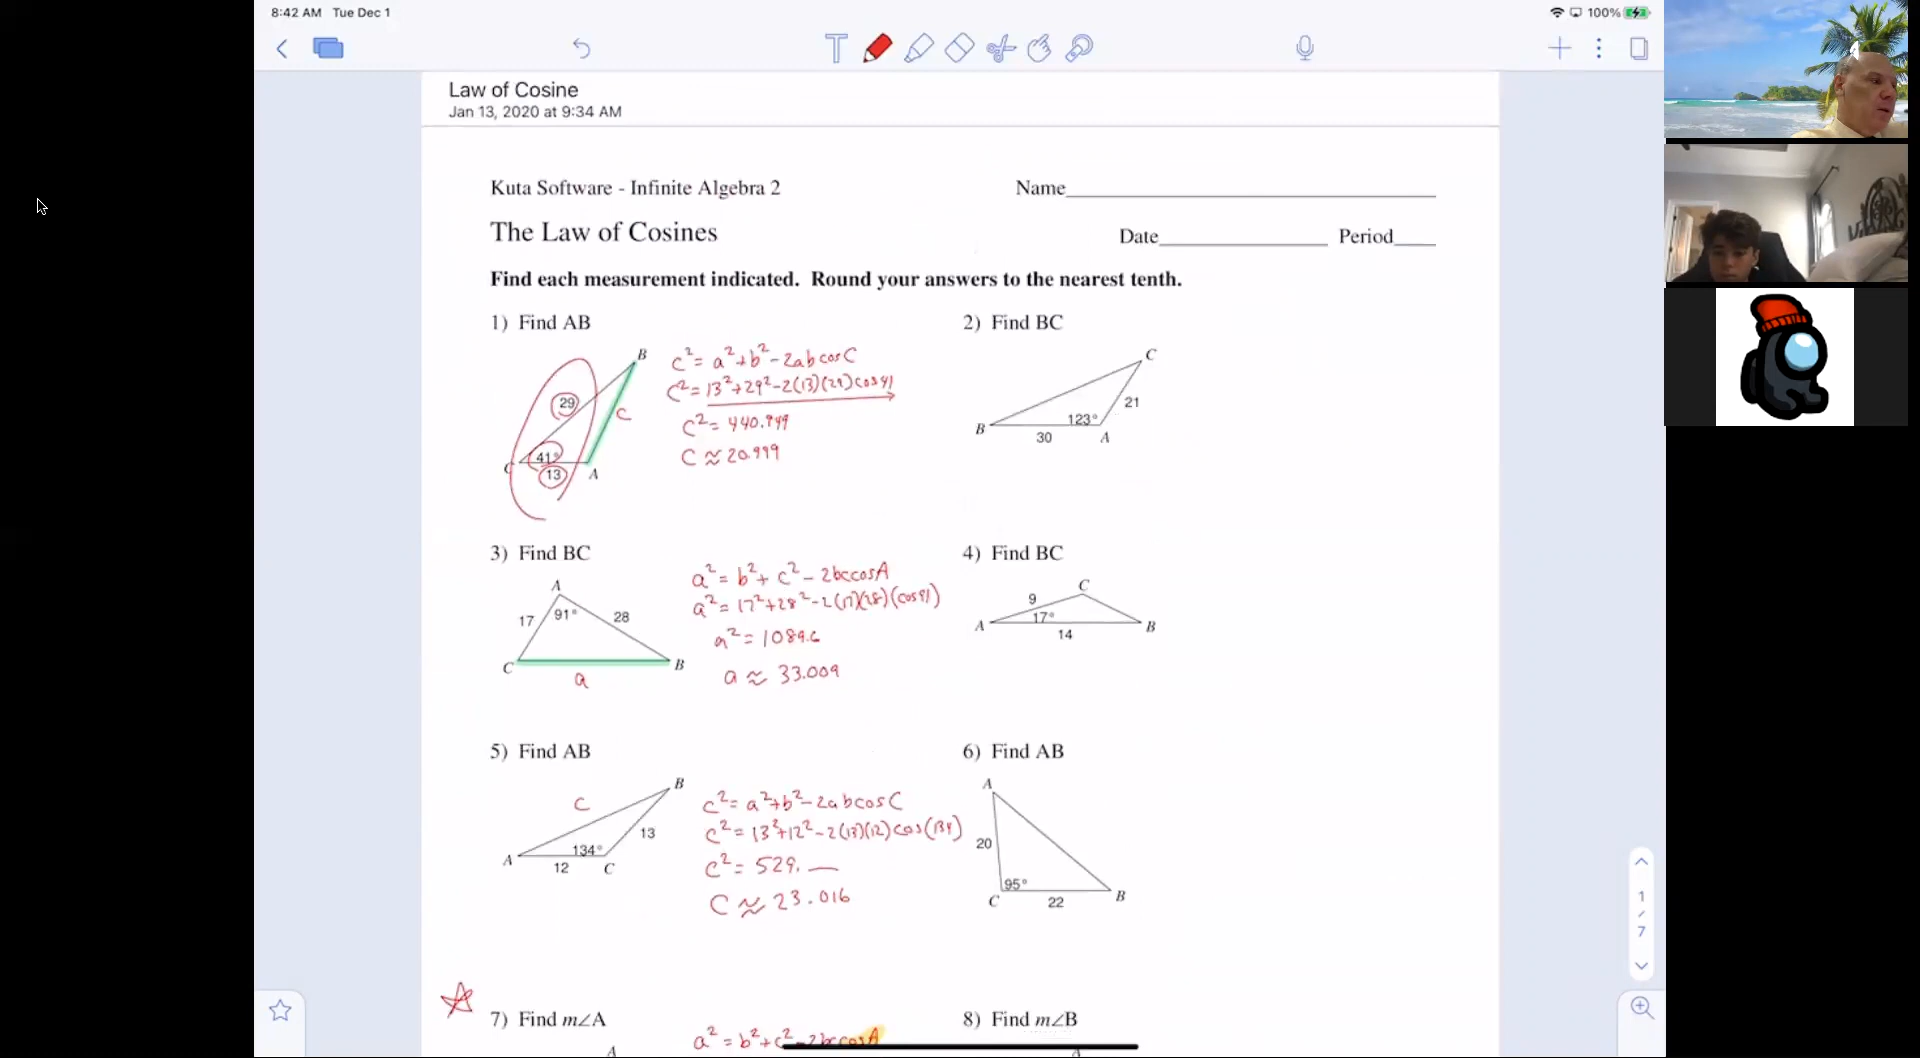 8:42 AM Tue Dec 1
100%
Law of Cosine
Jan 13, 2020 at 9:34 AM
Kuta Software - Infinite Algebra 2
Name
The Law of Cosines
Date Period
Find each measurement indicated. Round your answers to the nearest tenth.
1) Find AB
B
29
C
41°
13
A
C
c² = a² + b² - 2ab cos C
c² = 13² + 29² - 2(13)(29) cos 41
c² = 440.949
c ≈ 20.999
2) Find BC
C
21
123°
B
30
A
3) Find BC
A
17
91°
28
C
B
a
a² = b² + c² - 2bc cos A
a² = 17² + 28² - 2(17)(28)(cos 91)
a² = 1089.6
a ≈ 33.009
4) Find BC
C
9
A
17°
B
14
5) Find AB
B
C
13
A
134°
12
C
c² = a² + b² - 2ab cos C
c² = 13² + 12² - 2(13)(12) cos(134)
c² = 529.
c ≈ 23.016
6) Find AB
A
20
95°
C
22
B
7) Find m∠A
A
a² = b² + c² - 2bc cos A
8) Find m∠B
1
/
7